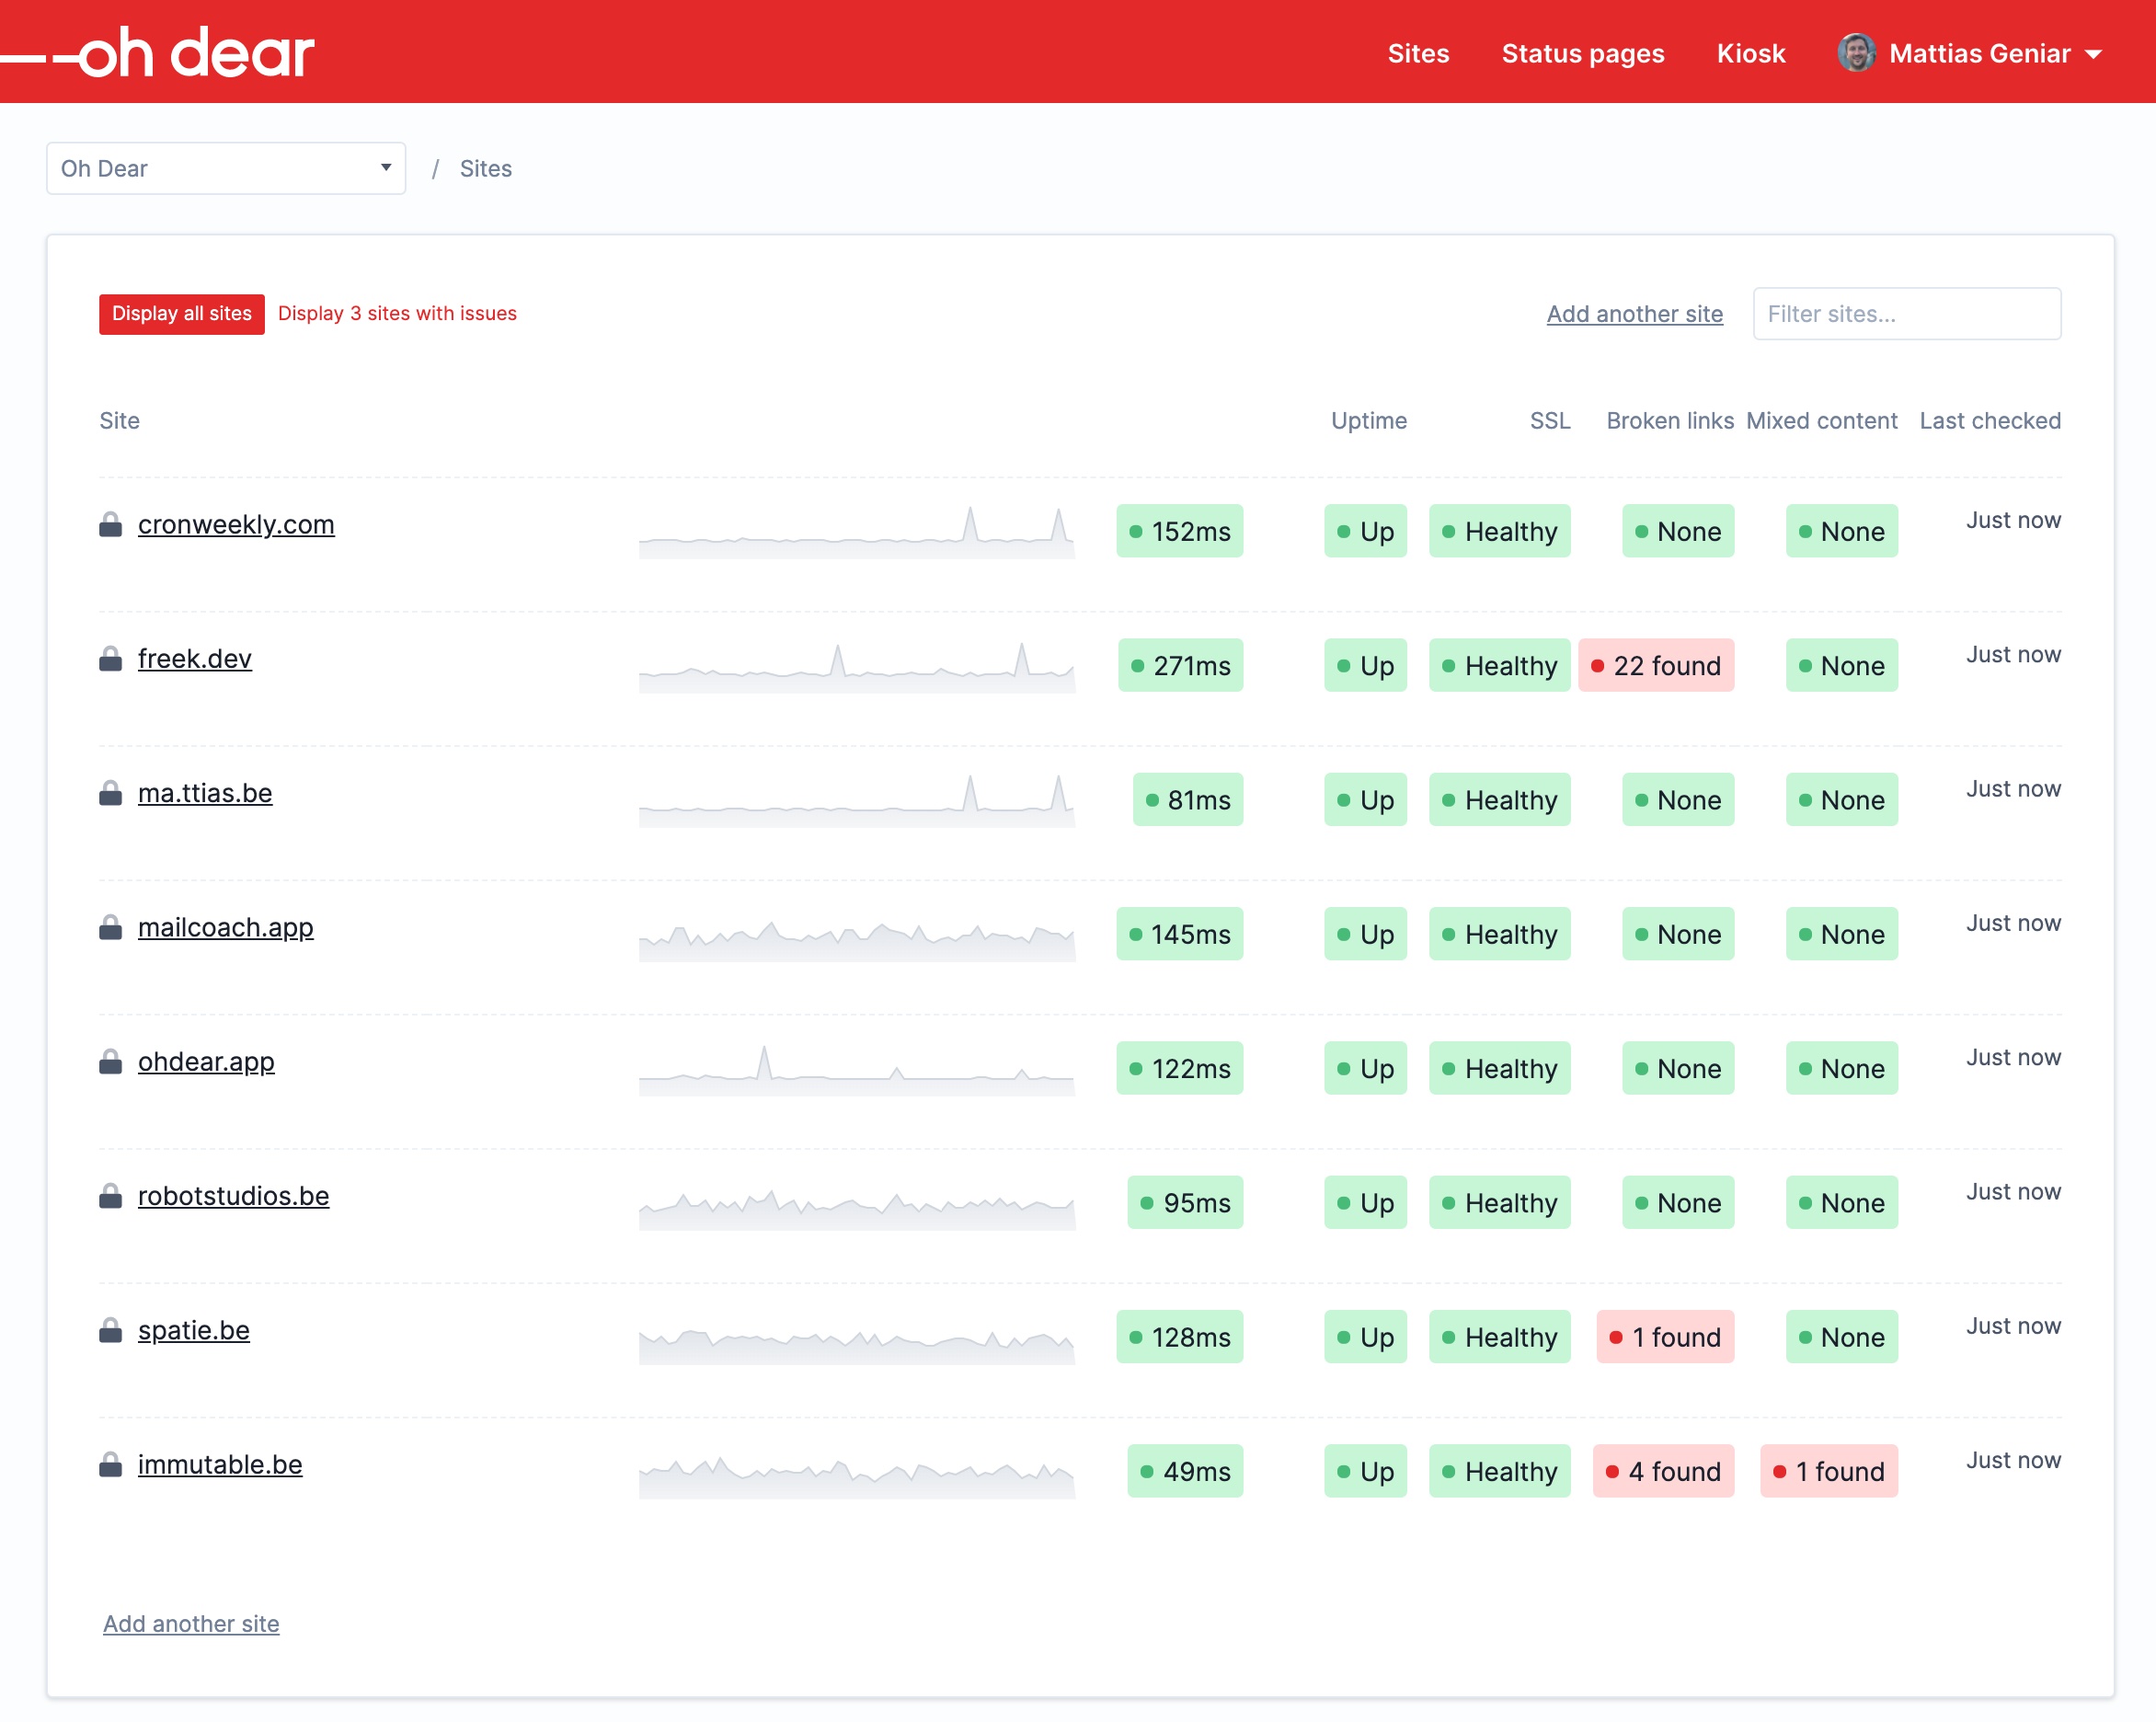 oh dear Sites Status pages Kiosk Mattias Geniar
Oh Dear / Sites
Display all sites Display 3 sites with issues Add another site Filter sites...
Site Uptime SSL Broken links Mixed content Last checked
cronweekly.com 152ms Up Healthy None None Just now
freek.dev 271ms Up Healthy 22 found None Just now
ma.ttias.be 81ms Up Healthy None None Just now
mailcoach.app 145ms Up Healthy None None Just now
ohdear.app 122ms Up Healthy None None Just now
robotstudios.be 95ms Up Healthy None None Just now
spatie.be 128ms Up Healthy 1 found None Just now
immutable.be 49ms Up Healthy 4 found 1 found Just now
Add another site